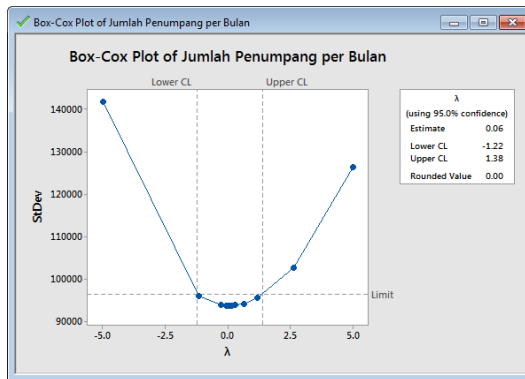 Box-Cox Plot of Jumlah Penumpang per Bulan
Box-Cox Plot of Jumlah Penumpang per Bulan
Lower CL Upper CL
140000
130000
120000
110000
100000
90000
StDev
-5.0 -2.5 0.0 2.5 5.0
λ
Limit
λ
(using 95.0% confidence)
Estimate 0.06
Lower CL -1.22
Upper CL 1.38
Rounded Value 0.00